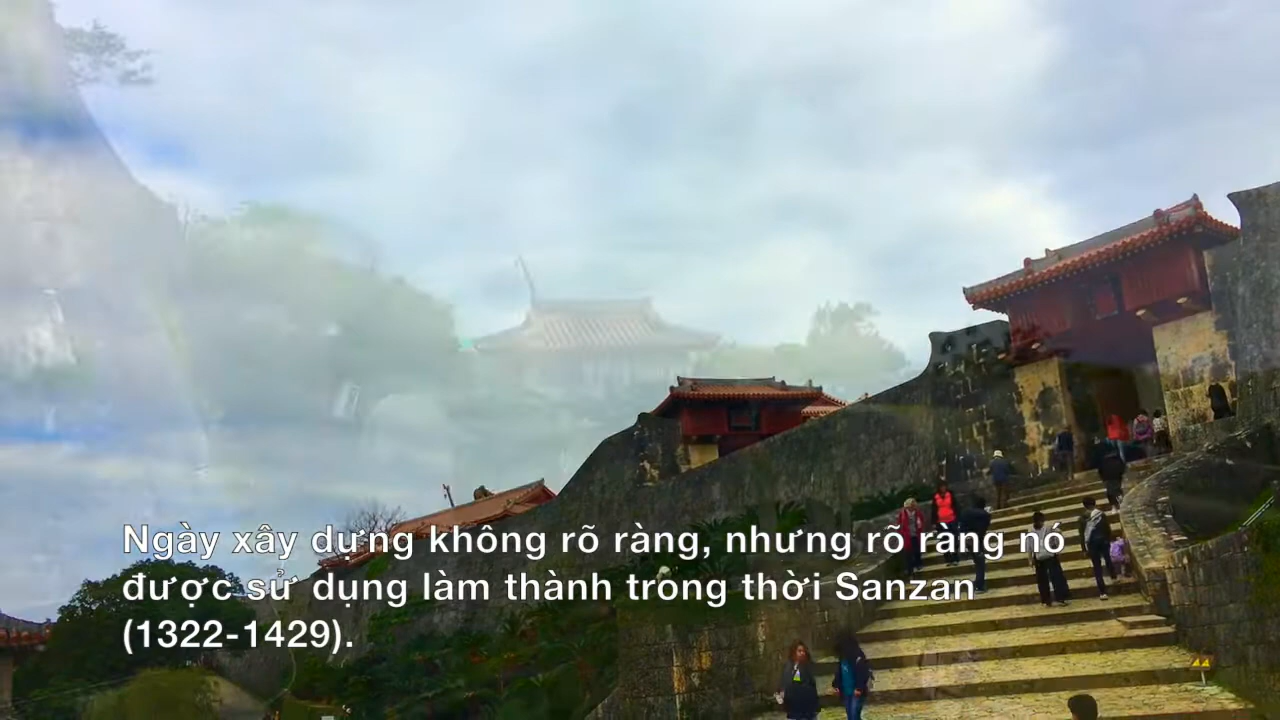 Ngày xây dựng không rõ ràng, nhưng rõ ràng nó
được sử dụng làm thành trong thời Sanzan
(1322-1429).